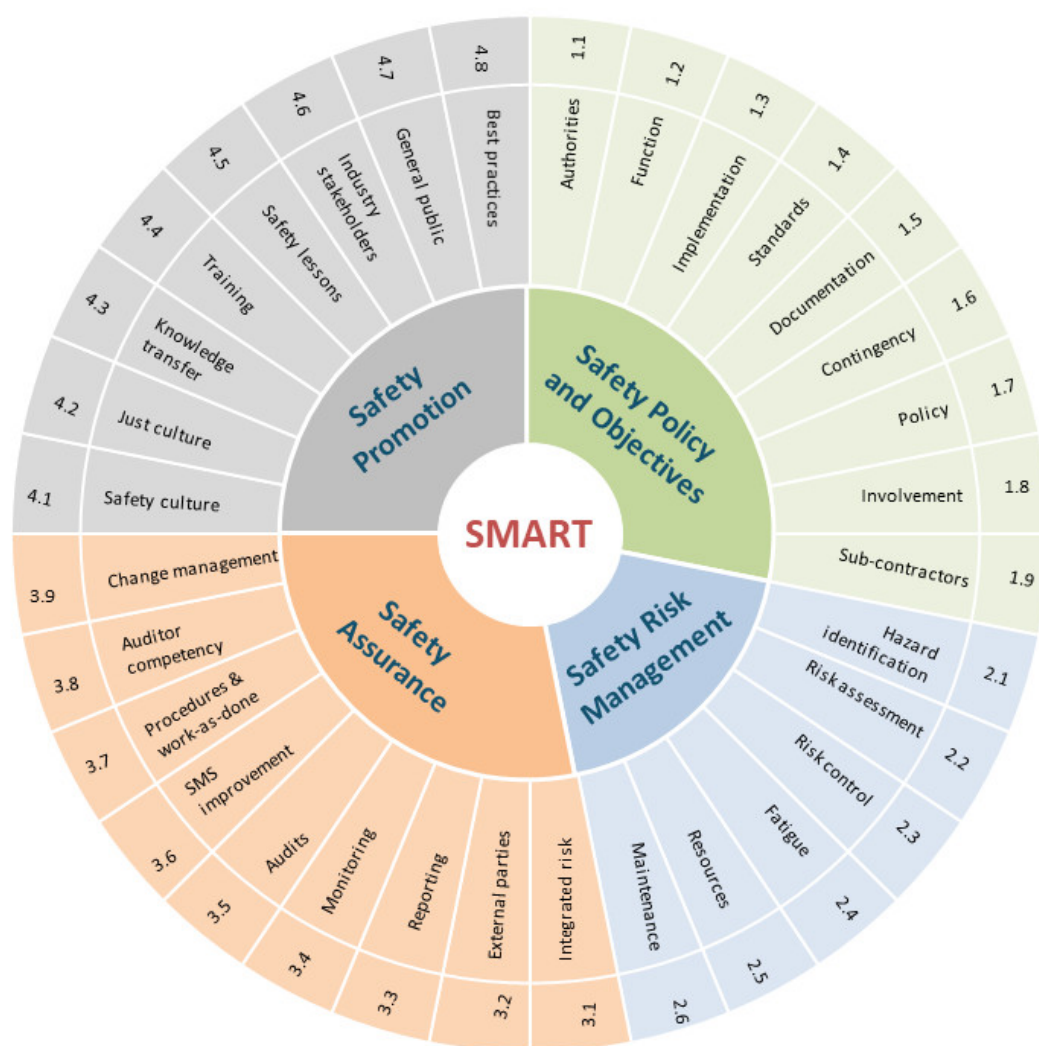 SMART
Safety Policy
and Objectives
1.1
Authorities
1.2
Function
1.3
Implementation
1.4
Standards
1.5
Documentation
1.6
Contingency
1.7
Policy
1.8
Involvement
1.9
Sub-contractors
Safety Risk
Management
2.1
Hazard
identification
2.2
Risk assessment
2.3
Risk control
2.4
Fatigue
2.5
Resources
2.6
Maintenance
Safety
Assurance
3.1
Integrated risk
3.2
External parties
3.3
Reporting
3.4
Monitoring
3.5
Audits
3.6
SMS
improvement
3.7
Procedures &
work-as-done
3.8
Auditor
competency
3.9
Change management
Safety
Promotion
4.1
Safety culture
4.2
Just culture
4.3
Knowledge
transfer
4.4
Training
4.5
Safety lessons
4.6
Industry
stakeholders
4.7
General public
4.8
Best practices